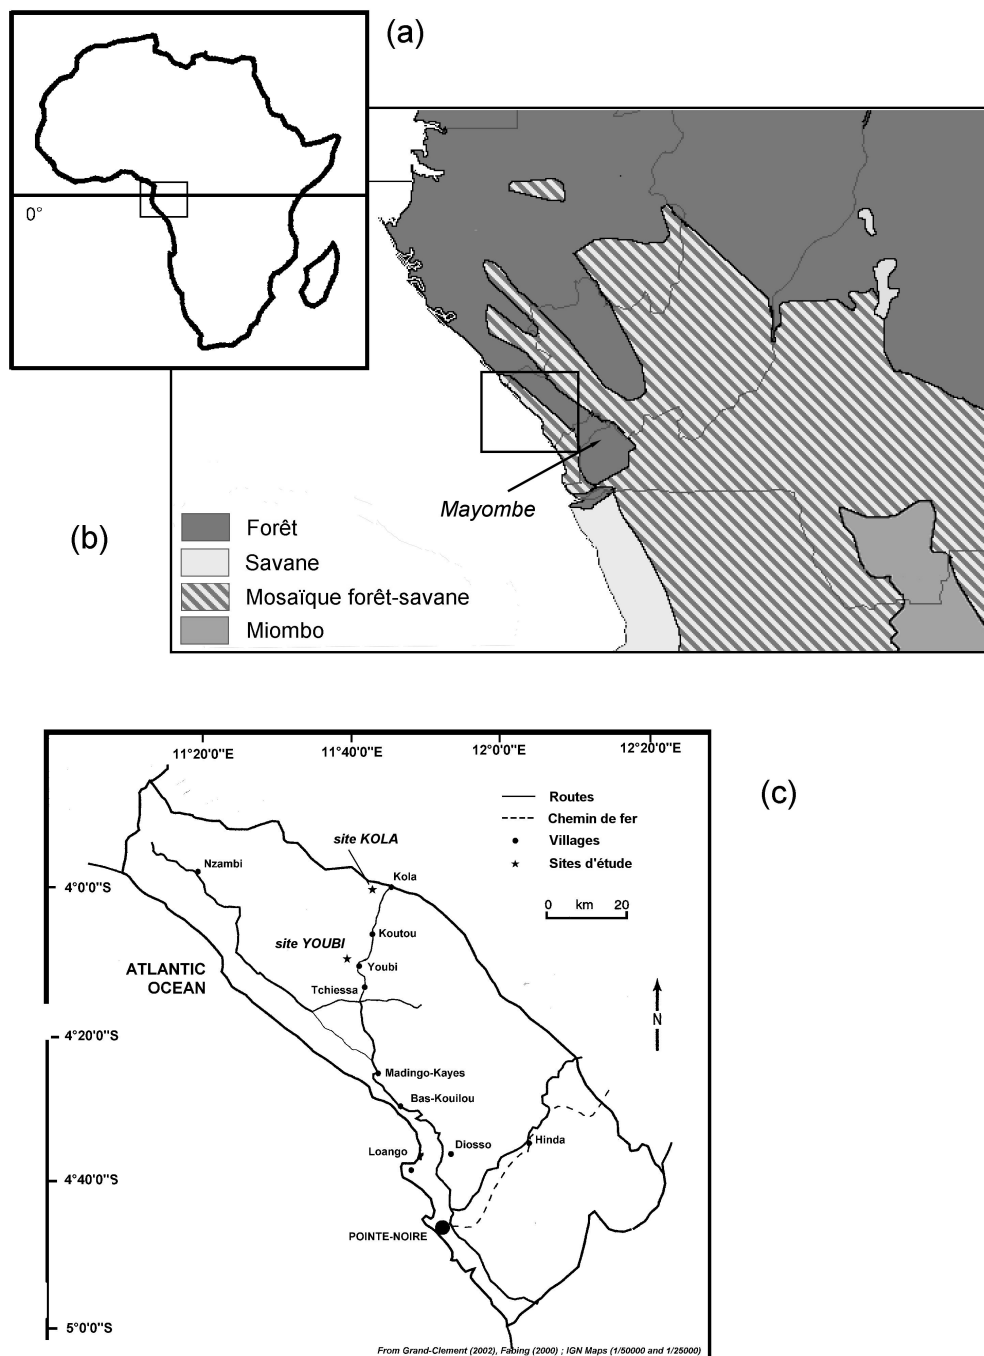 (a)
0°
Mayombe
(b)
Forêt
Savane
Mosaïque forêt-savane
Miombo
(c)
11°20'0"E
11°40'0"E
12°0'0"E
12°20'0"E
Routes
Chemin de fer
Villages
Sites d'étude
0 km 20
site KOLA
Nzambi
Kola
4°0'0"S
Koutou
site YOUBI
Youbi
ATLANTIC
OCEAN
Tchiessa
N
4°20'0"S
Madingo-Kayes
Bas-Kouilou
Loango
Diosso
Hinda
4°40'0"S
POINTE-NOIRE
5°0'0"S
From Grand-Clement (2002), Fabing (2000) ; IGN Maps (1/50000 and 1/25000)